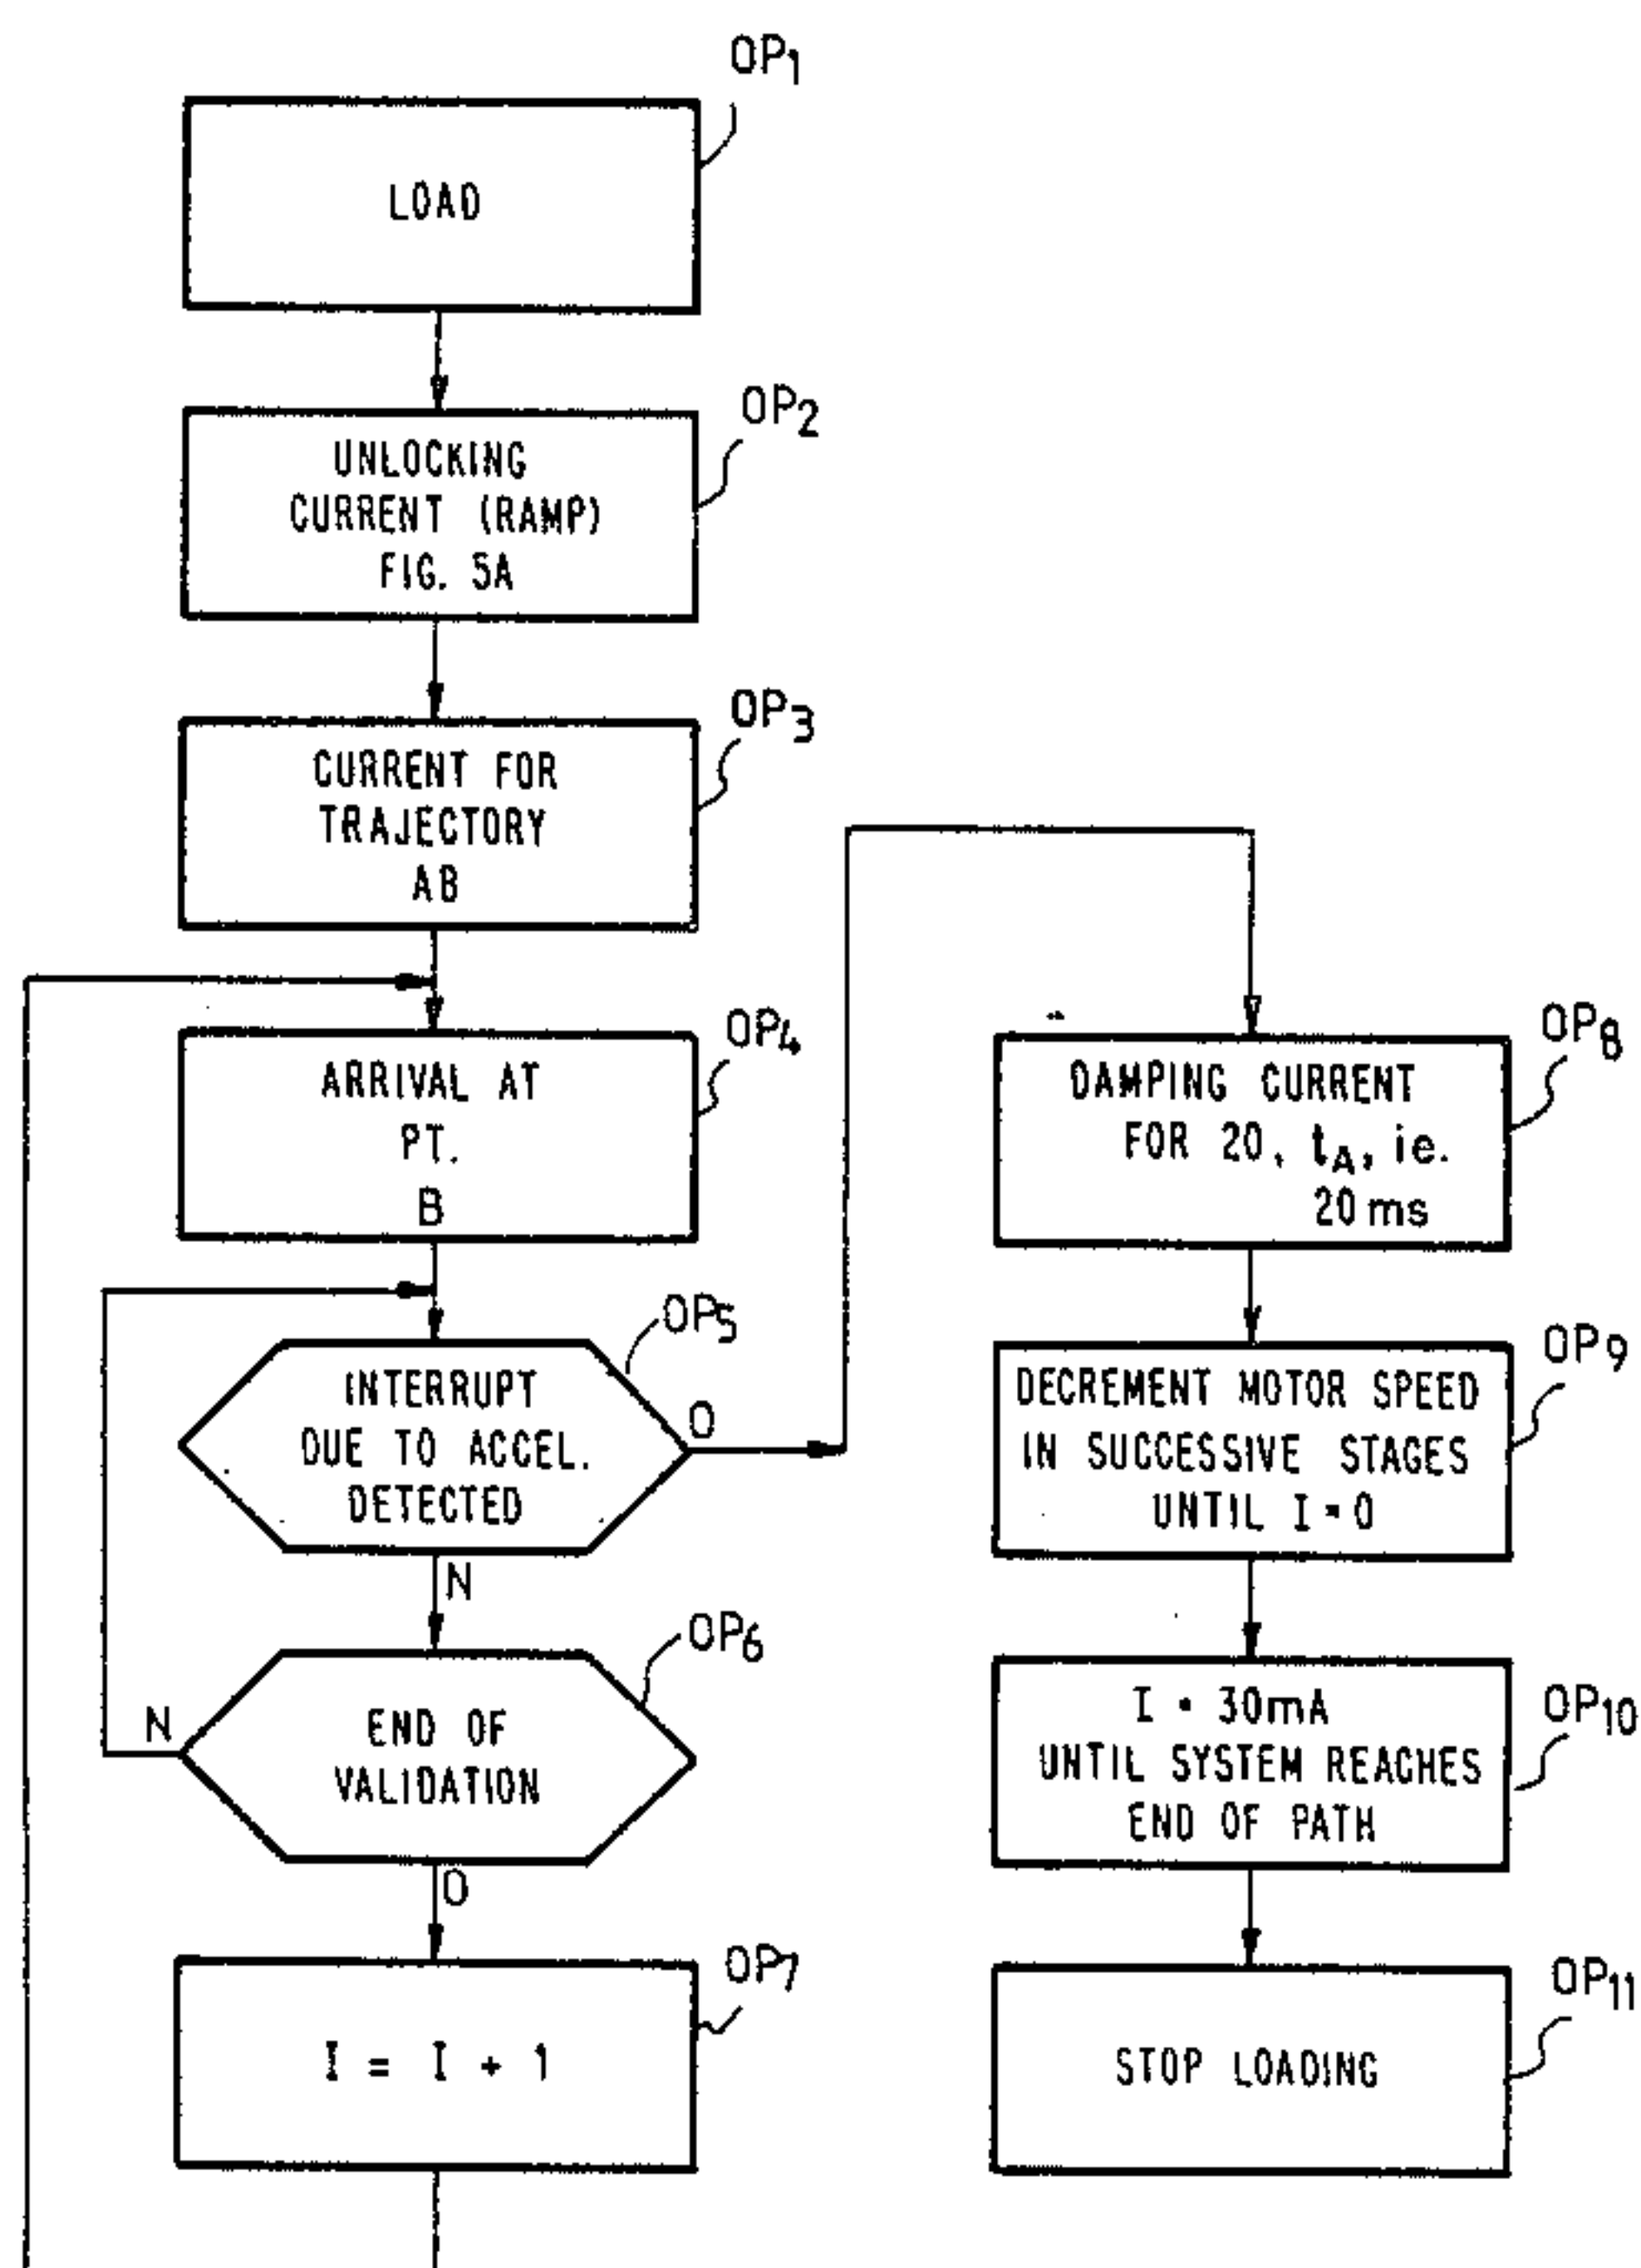 OP1
LOAD
OP2
UNLOCKING
CURRENT (RAMP)
FIG. 5A
OP3
CURRENT FOR
TRAJECTORY
AB
OP4
ARRIVAL AT
PT.
B
OP5
INTERRUPT
DUE TO ACCEL.
DETECTED
O
N
OP6
END OF
VALIDATION
N
O
OP7
I = I + 1
OP8
DAMPING CURRENT
FOR 20, tA, ie.
20 ms
OP9
DECREMENT MOTOR SPEED
IN SUCCESSIVE STAGES
UNTIL I = 0
OP10
I = 30mA
UNTIL SYSTEM REACHES
END OF PATH
OP11
STOP LOADING